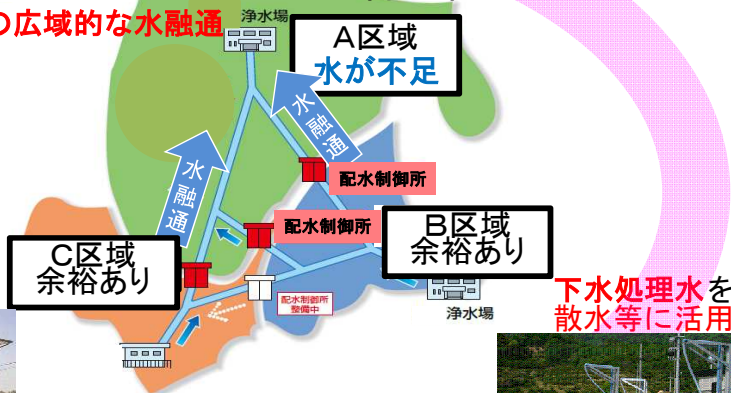 の広域的な水融通
浄水場
A区域
水が不足
水融通
水融通
配水制御所
配水制御所
B区域
余裕あり
C区域
余裕あり
配水制御所
整備中
浄水場
下水処理水を
散水等に活用